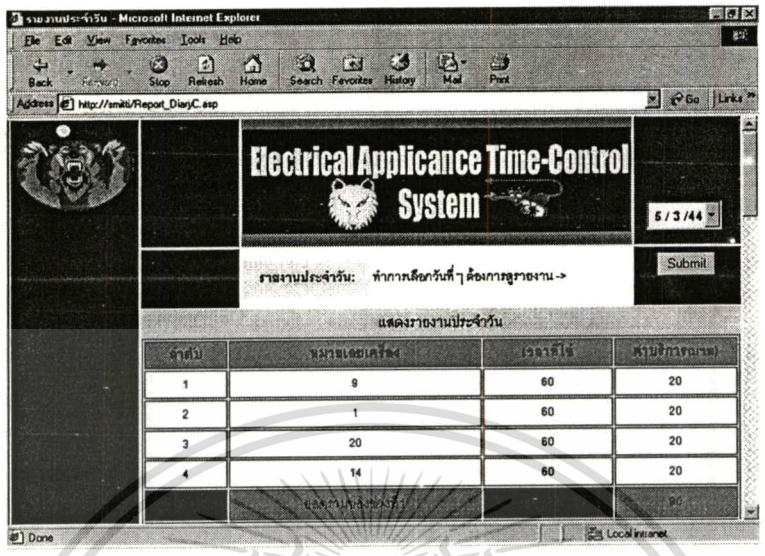 รายงานประจำวัน - Microsoft Internet Explorer
File Edit View Favorites Tools Help
Back Forward Stop Refresh Home Search Favorites History Mail Print
Address http://smitti/Report_DiaryC.asp Go Links
Electrical Applicance Time-Control
System
5/3/44
รายงานประจำวัน: ทำการเลือกวันที่ ๆ ต้องการดูรายงาน ->
Submit
แสดงรายงานประจำวัน
ลำดับ หมายเลขเครื่อง เวลาที่ใช้ ค่าบริการ(บาท)
1 9 60 20
2 1 60 20
3 20 60 20
4 14 60 20
Done Local intranet